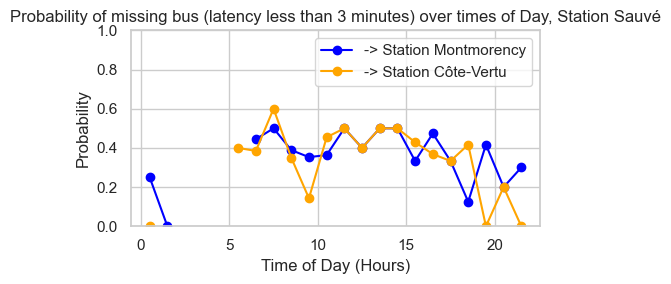 Probability of missing bus (latency less than 3 minutes) over times of Day, Station Sauvé
1.0
0.8
0.6
0.4
0.2
0.0
Probability
-> Station Montmorency
-> Station Côte-Vertu
0 5 10 15 20
Time of Day (Hours)